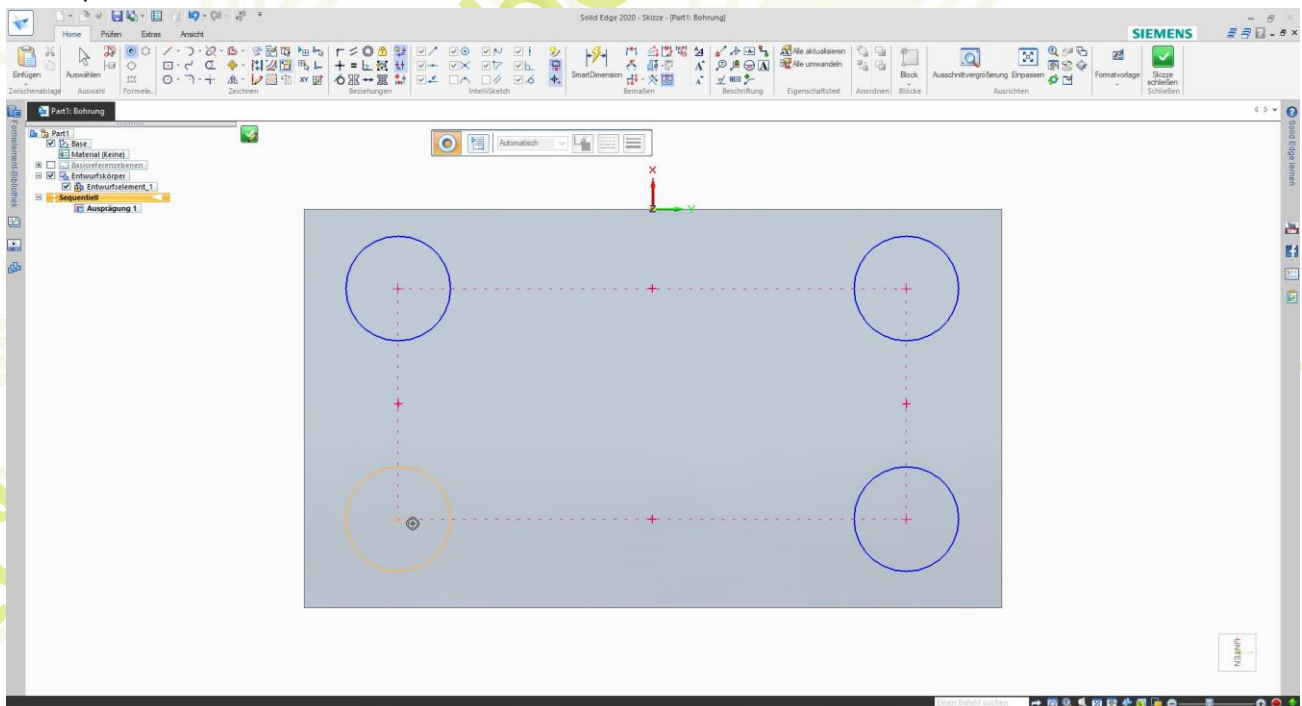 Solid Edge 2020 - Skizze - [Part1: Bohrung]
Home Prüfen Extras Ansicht
SIEMENS
Einfügen
Auswählen
Alle aktualisieren
Alle umwandeln
SmartDimension
Block
Ausschnittvergrößerung
Einpassen
Formatvorlage
Skizze schließen
Zwischenablage Auswahl Formele... Zeichnen Beziehungen IntelliSketch Bemaßen Beschriftung Eigenschaftstext Anordnen Blöcke Ausrichten Schließen
Part1: Bohrung
Part1
Base
Material (Keine)
Basisreferenzebenen
Entwurfskörper
Entwurfselement_1
Sequentiell
Ausprägung 1
Formelement-Bibliothek
Automatisch
X
Z
Y
Solid Edge lernen
UNTEN
Einen Befehl suchen